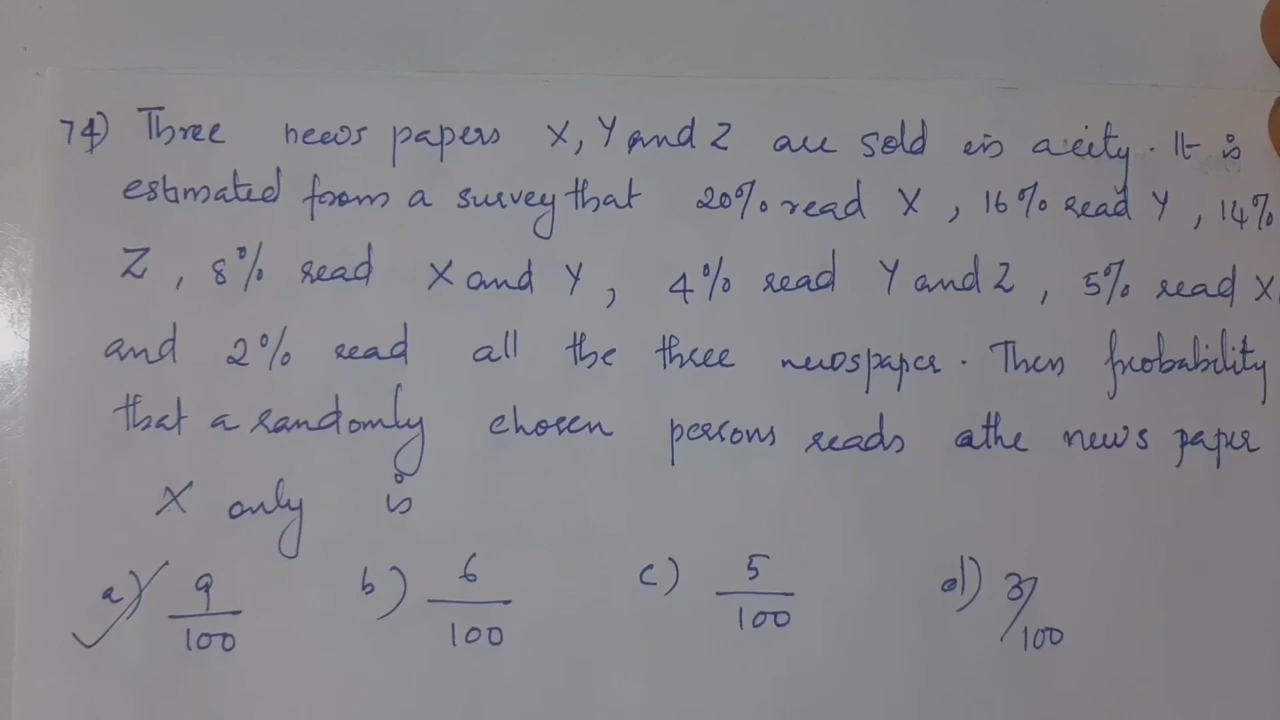 74) Three news papers X, Y and Z are sold in a city. It is
estimated from a survey that 20% read X, 16% read Y, 14%
Z, 8% read X and Y, 4% read Y and Z, 5% read X
and 2% read all the three newspaper. Then probability
that a randomly chosen persons reads athe news paper
X only is
a) 9/100 b) 6/100 c) 5/100 d) 3/100